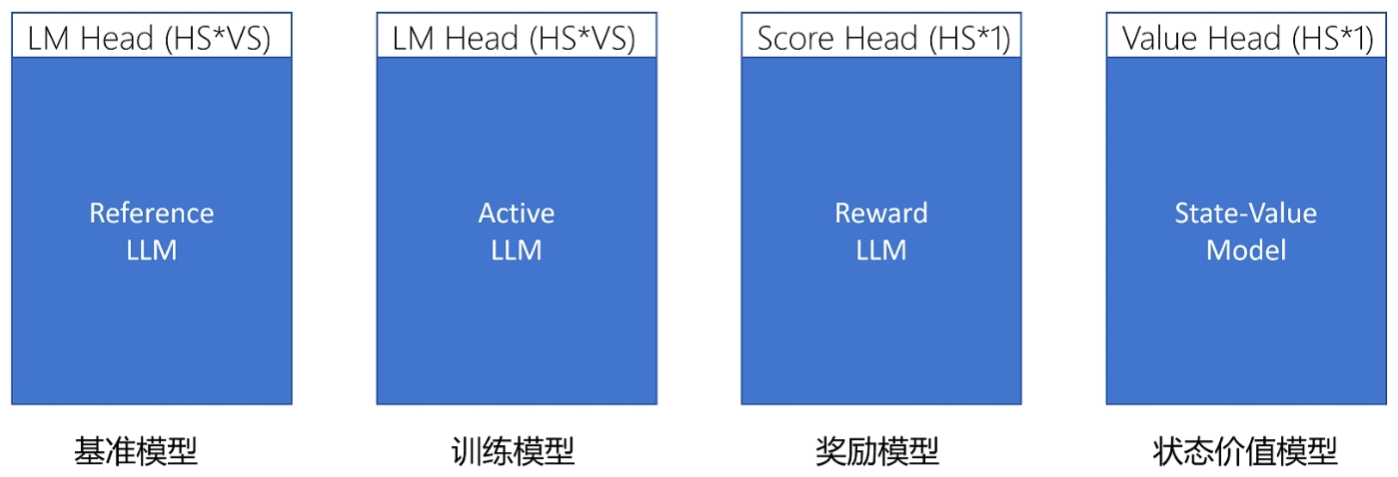 LM Head (HS*VS)
LM Head (HS*VS)
Score Head (HS*1)
Value Head (HS*1)
Reference
LLM
Active
LLM
Reward
LLM
State-Value
Model
基准模型
训练模型
奖励模型
状态价值模型